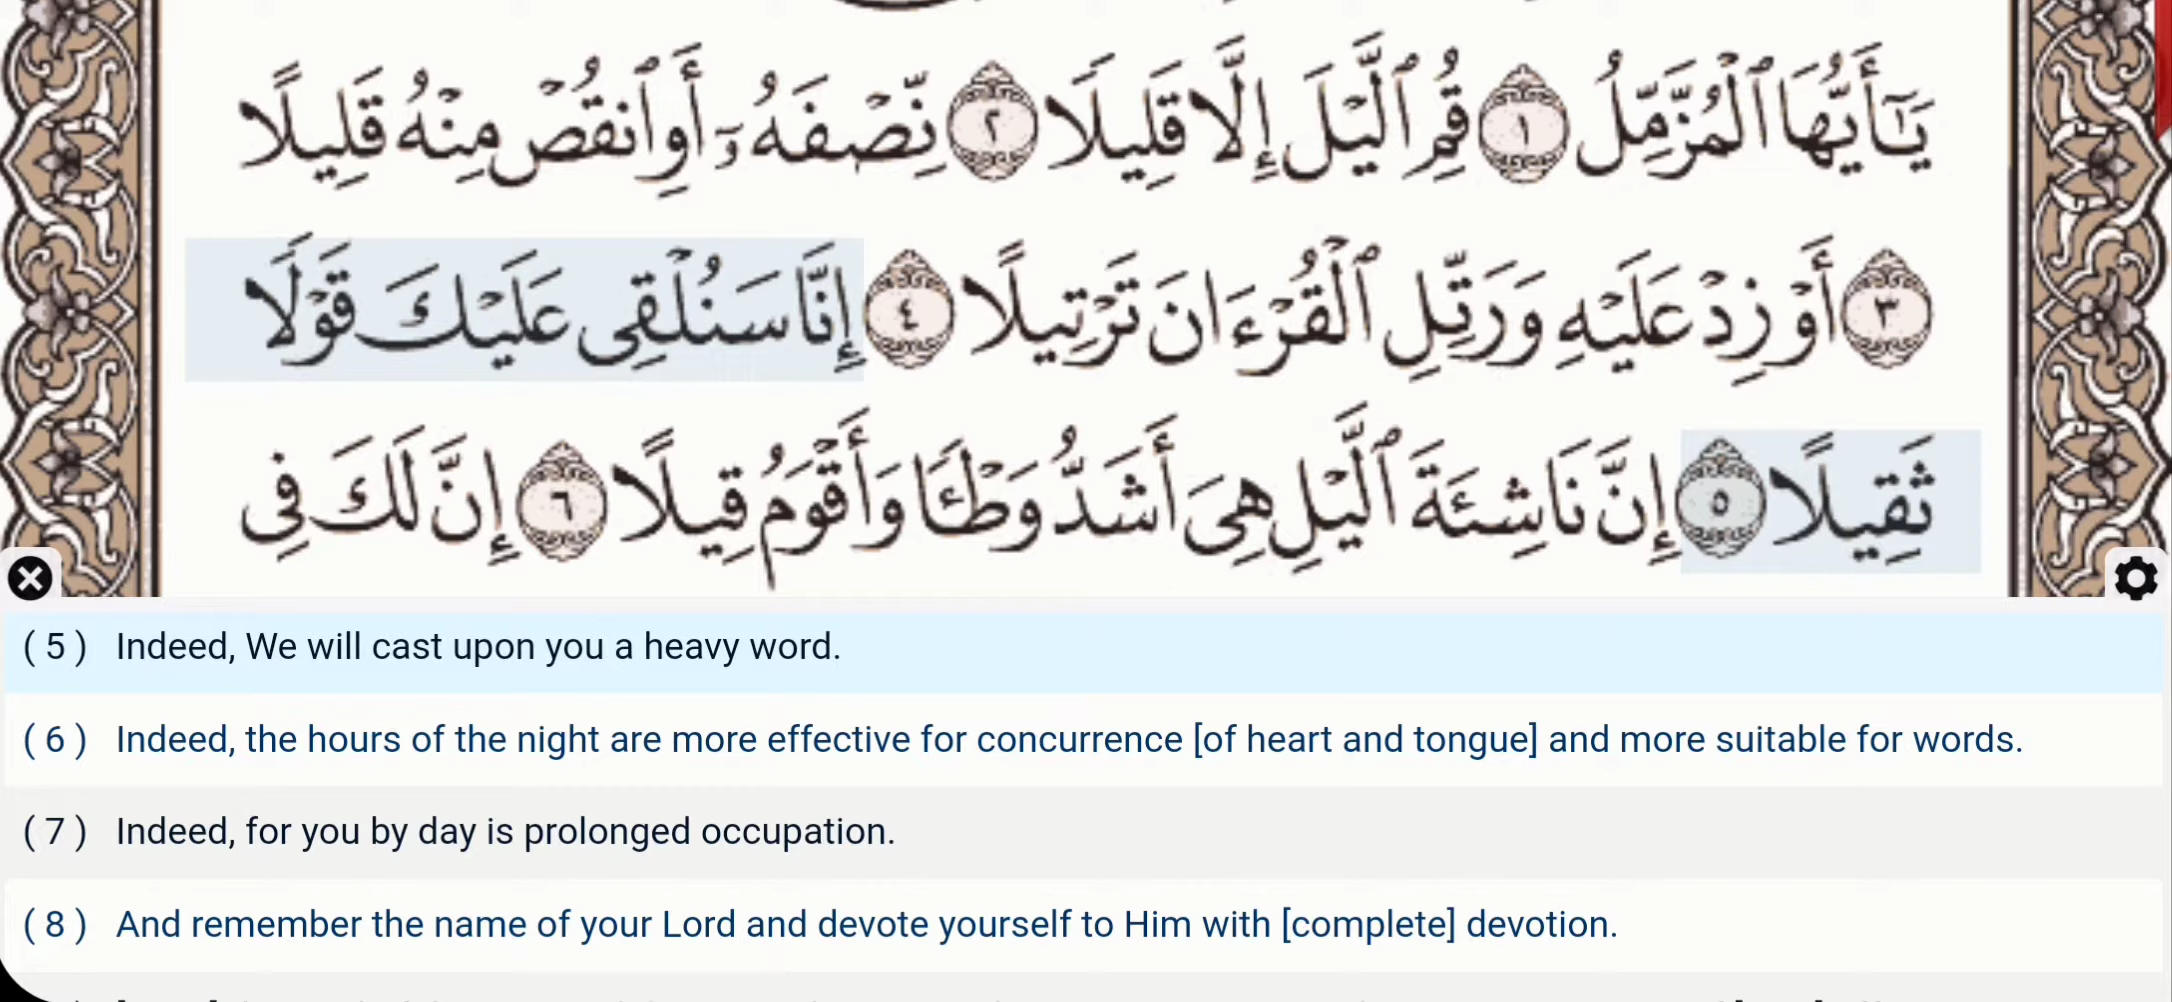 يَٰٓأَيُّهَا ٱلْمُزَّمِّلُ ١ قُمِ ٱلَّيْلَ إِلَّا قَلِيلًا ٢ نِّصْفَهُۥٓ أَوِ ٱنقُصْ مِنْهُ قَلِيلًا
٣ أَوْ زِدْ عَلَيْهِ وَرَتِّلِ ٱلْقُرْءَانَ تَرْتِيلًا ٤ إِنَّا سَنُلْقِى عَلَيْكَ قَوْلًا
ثَقِيلًا ٥ إِنَّ نَاشِئَةَ ٱلَّيْلِ هِىَ أَشَدُّ وَطْـًٔا وَأَقْوَمُ قِيلًا ٦ إِنَّ لَكَ فِى
( 5 ) Indeed, We will cast upon you a heavy word.
( 6 ) Indeed, the hours of the night are more effective for concurrence [of heart and tongue] and more suitable for words.
( 7 ) Indeed, for you by day is prolonged occupation.
( 8 ) And remember the name of your Lord and devote yourself to Him with [complete] devotion.